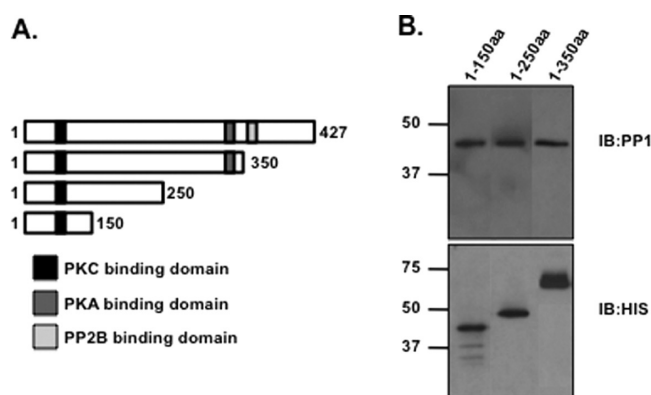 A.
1 427
1 350
1 250
1 150
PKC binding domain
PKA binding domain
PP2B binding domain
B.
1-150aa
1-250aa
1-350aa
50
37
IB:PP1
75
50
37
IB:HIS